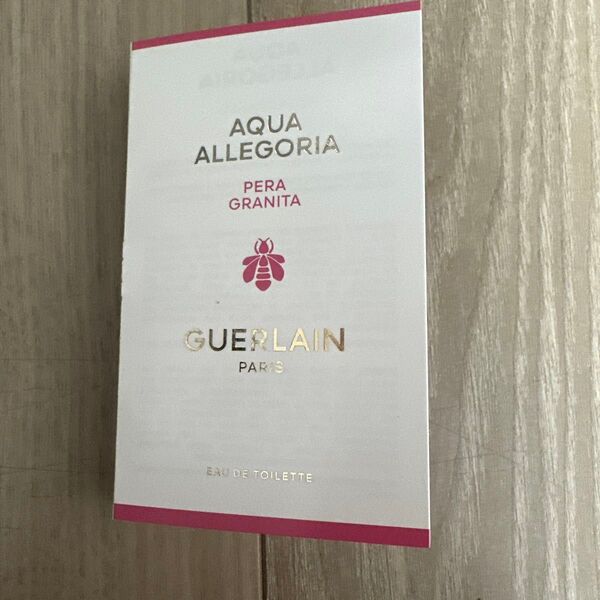 AQUA
ALLEGORIA
PERA
GRANITA
GUERLAIN
PARIS
EAU DE TOILETTE